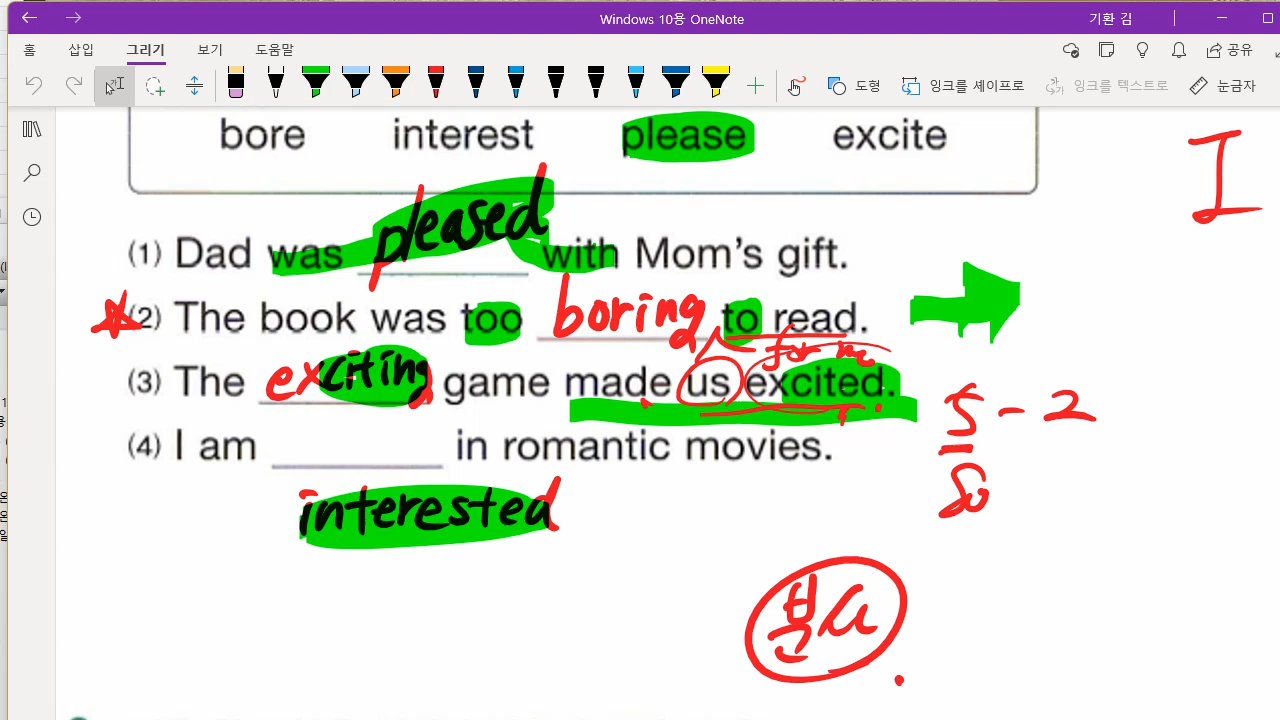 Windows 10용 OneNote
기환 김
홈 삽입 그리기 보기 도움말
공유
도형 잉크를 셰이프로 잉크를 텍스트로 눈금자
bore interest please excite
I
(1) Dad was pleased with Mom's gift.
(2) The book was too boring to read.
for me
(3) The exciting game made us excited.
5-2
so
(4) I am in romantic movies.
interested
분사